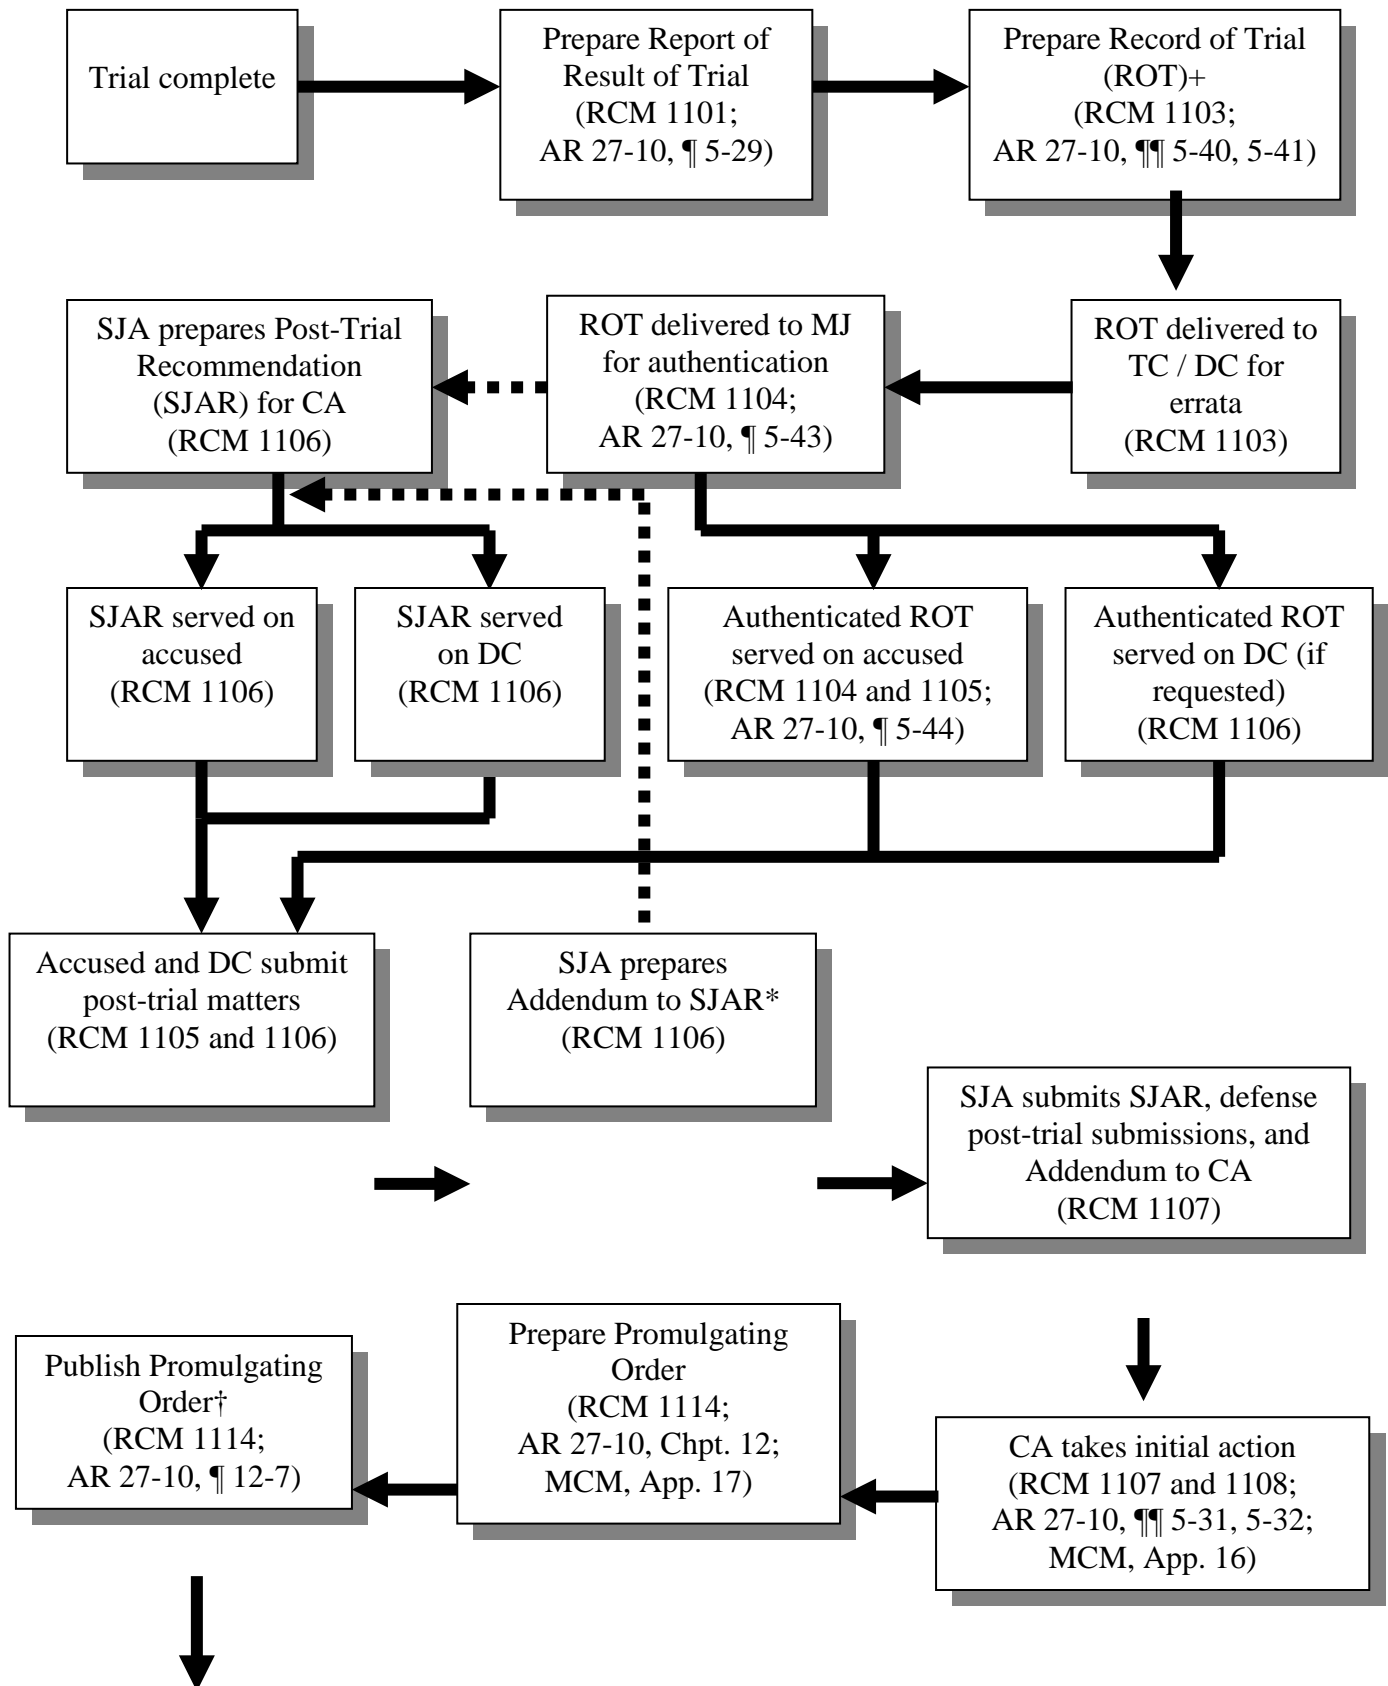 Trial complete
Prepare Report of
Result of Trial
(RCM 1101;
AR 27-10, ¶ 5-29)
Prepare Record of Trial
(ROT)+
(RCM 1103;
AR 27-10, ¶¶ 5-40, 5-41)
SJA prepares Post-Trial
Recommendation
(SJAR) for CA
(RCM 1106)
ROT delivered to MJ
for authentication
(RCM 1104;
AR 27-10, ¶ 5-43)
ROT delivered to
TC / DC for
errata
(RCM 1103)
SJAR served on
accused
(RCM 1106)
SJAR served
on DC
(RCM 1106)
Authenticated ROT
served on accused
(RCM 1104 and 1105;
AR 27-10, ¶ 5-44)
Authenticated ROT
served on DC (if
requested)
(RCM 1106)
Accused and DC submit
post-trial matters
(RCM 1105 and 1106)
SJA prepares
Addendum to SJAR*
(RCM 1106)
SJA submits SJAR, defense
post-trial submissions, and
Addendum to CA
(RCM 1107)
Publish Promulgating
Order†
(RCM 1114;
AR 27-10, ¶ 12-7)
Prepare Promulgating
Order
(RCM 1114;
AR 27-10, Chpt. 12;
MCM, App. 17)
CA takes initial action
(RCM 1107 and 1108;
AR 27-10, ¶¶ 5-31, 5-32;
MCM, App. 16)